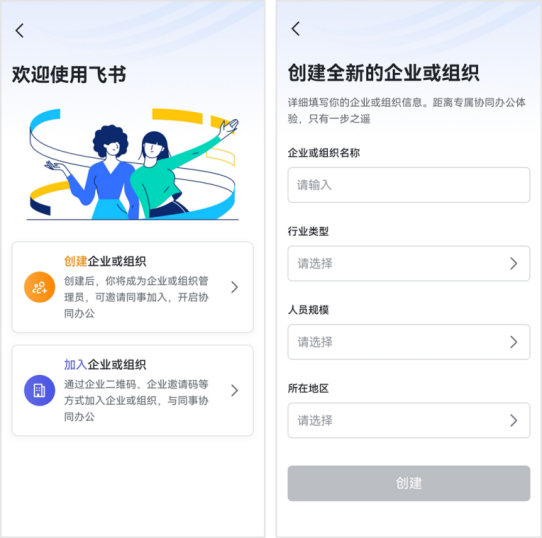 欢迎使用飞书
创建企业或组织
创建后，你将成为企业或组织管
理员，可邀请同事加入，开启协
同办公
加入企业或组织
通过企业二维码、企业邀请码等
方式加入企业或组织，与同事协
同办公
创建全新的企业或组织
详细填写你的企业或组织信息。距离专属协同办公体
验，只有一步之遥
企业或组织名称
请输入
行业类型
请选择
人员规模
请选择
所在地区
请选择
创建